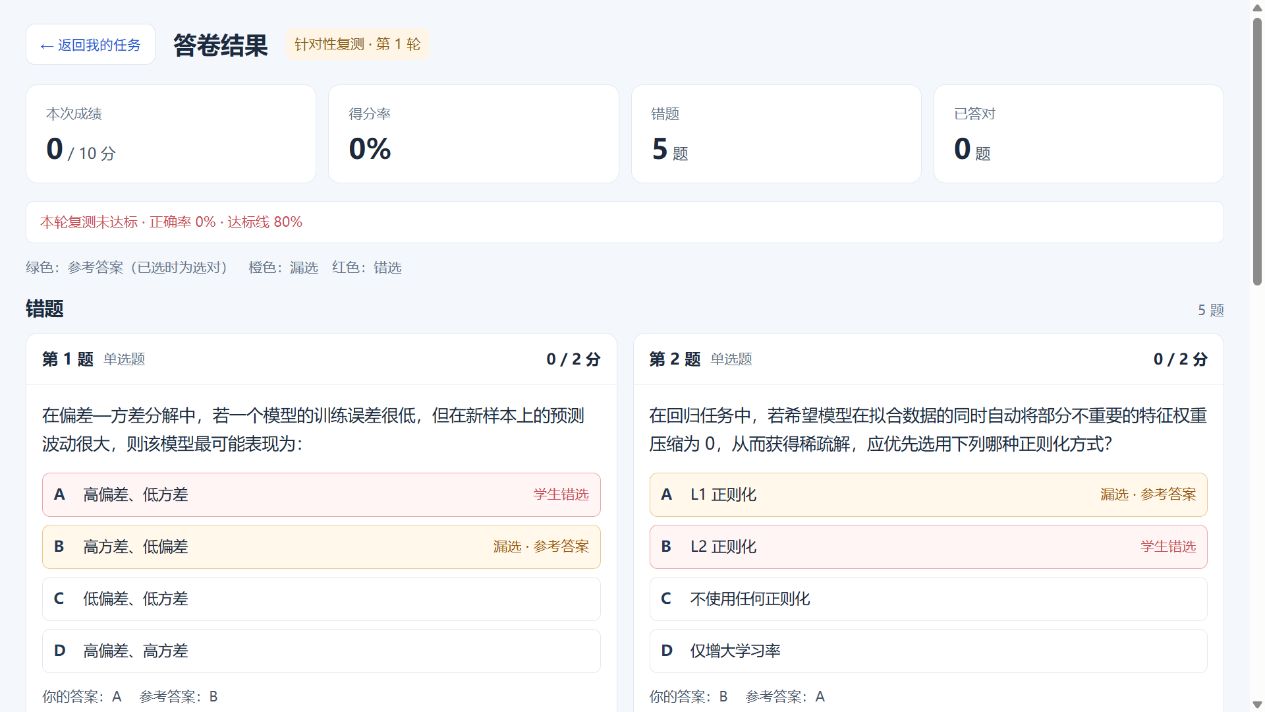 ← 返回我的任务
答卷结果
针对性复测 · 第 1 轮
本次成绩
0 / 10 分
得分率
0%
错题
5 题
已答对
0 题
本轮复测未达标 · 正确率 0% · 达标线 80%
绿色：参考答案（已选时为选对） 橙色：漏选 红色：错选
错题
5 题
第 1 题 单选题
0 / 2 分
在偏差—方差分解中，若一个模型的训练误差很低，但在新样本上的预测
波动很大，则该模型最可能表现为：
A 高偏差、低方差 学生错选
B 高方差、低偏差 漏选 · 参考答案
C 低偏差、低方差
D 高偏差、高方差
你的答案：A 参考答案：B
第 2 题 单选题
0 / 2 分
在回归任务中，若希望模型在拟合数据的同时自动将部分不重要的特征权重
压缩为 0，从而获得稀疏解，应优先选用下列哪种正则化方式？
A L1 正则化 漏选 · 参考答案
B L2 正则化 学生错选
C 不使用任何正则化
D 仅增大学习率
你的答案：B 参考答案：A